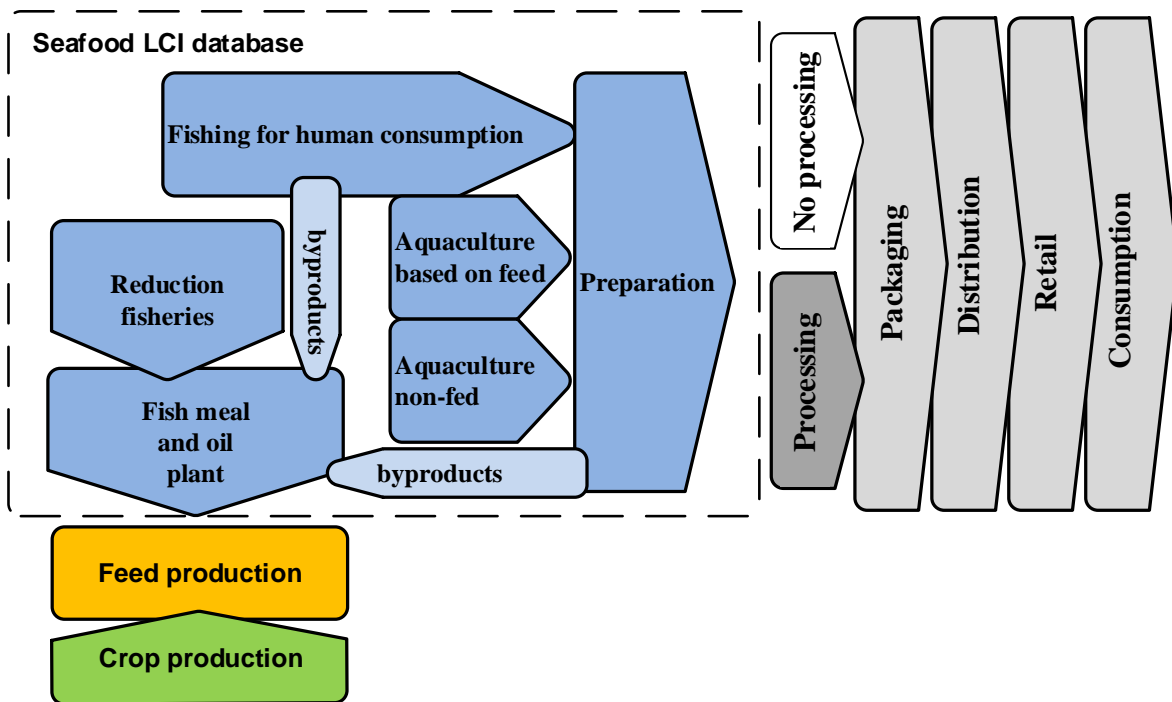 Seafood LCI database
Fishing for human consumption
byproducts
Reduction
fisheries
Aquaculture
based on feed
Aquaculture
non-fed
Preparation
Fish meal
and oil
plant
byproducts
Feed production
Crop production
No processing
Processing
Packaging
Distribution
Retail
Consumption